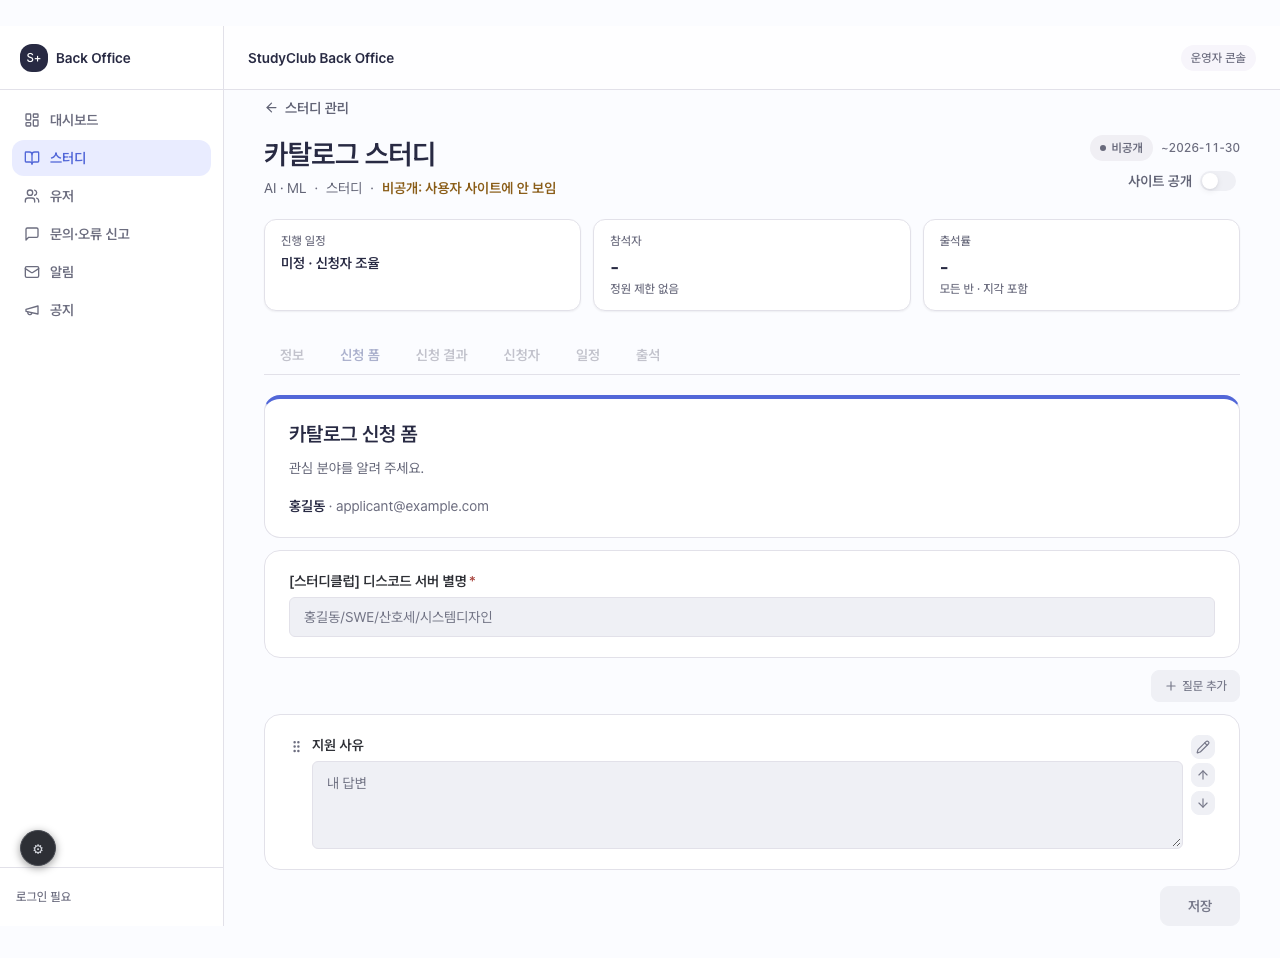 S+ Back Office
StudyClub Back Office
운영자 콘솔
대시보드
스터디
유저
문의·오류 신고
알림
공지
로그인 필요
← 스터디 관리
카탈로그 스터디
AI · ML · 스터디 · 비공개: 사용자 사이트에 안 보임
비공개 ~2026-11-30
사이트 공개
진행 일정
미정 · 신청자 조율
참석자
-
정원 제한 없음
출석률
-
모든 반 · 지각 포함
정보 신청 폼 신청 결과 신청자 일정 출석
카탈로그 신청 폼
관심 분야를 알려 주세요.
홍길동 · applicant@example.com
[스터디클럽] 디스코드 서버 별명 *
홍길동/SWE/산호세/시스템디자인
+ 질문 추가
지원 사유
내 답변
저장